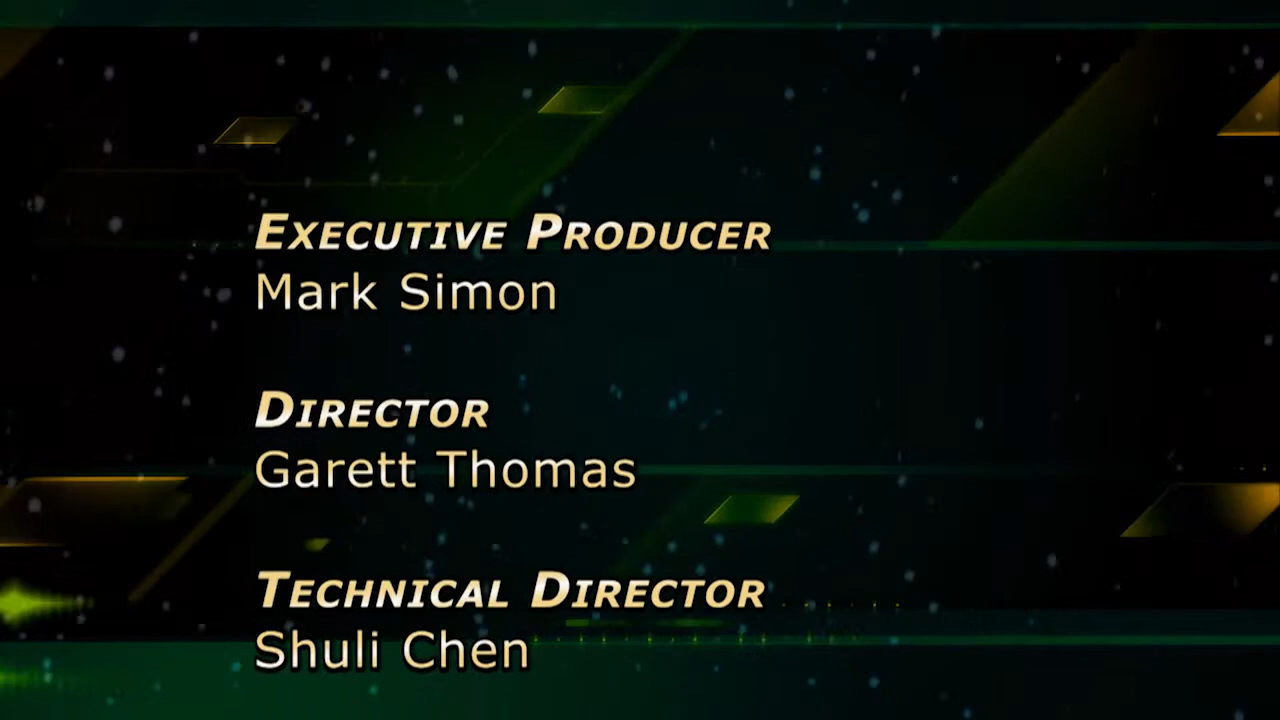 Executive Producer
Mark Simon
Director
Garett Thomas
Technical Director
Shuli Chen